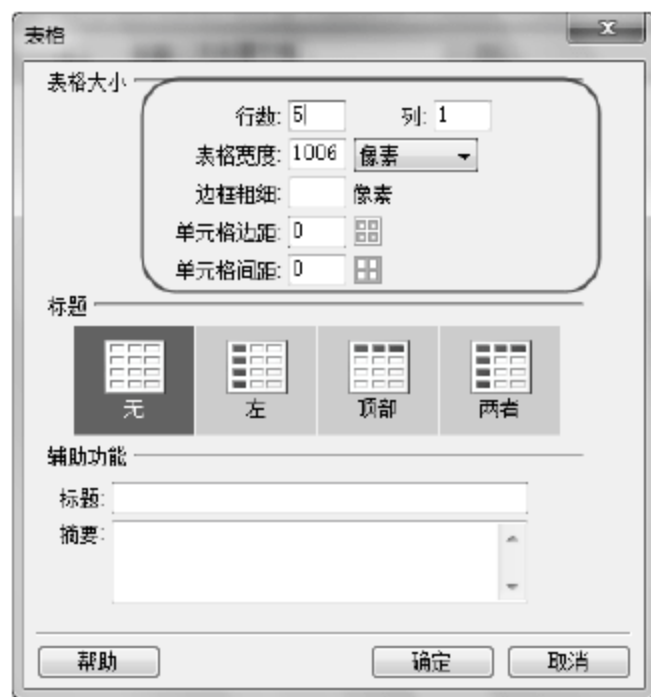 表格
表格大小
行数: 5 列: 1
表格宽度: 1006 像素
边框粗细: 像素
单元格边距: 0
单元格间距: 0
标题
无 左 顶部 两者
辅助功能
标题:
摘要:
帮助 确定 取消